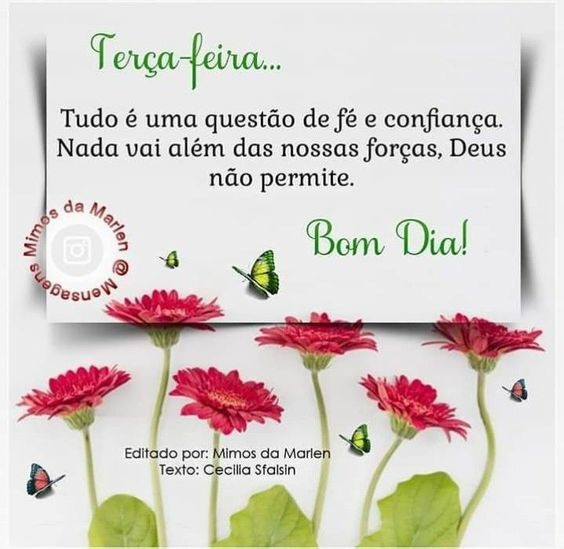 Terça-feira...
Tudo é uma questão de fé e confiança.
Nada vai além das nossas forças, Deus
não permite.
Mensagens @ Mimos da Marlen
Bom Dia!
Editado por: Mimos da Marlen
Texto: Cecilia Sfalsin